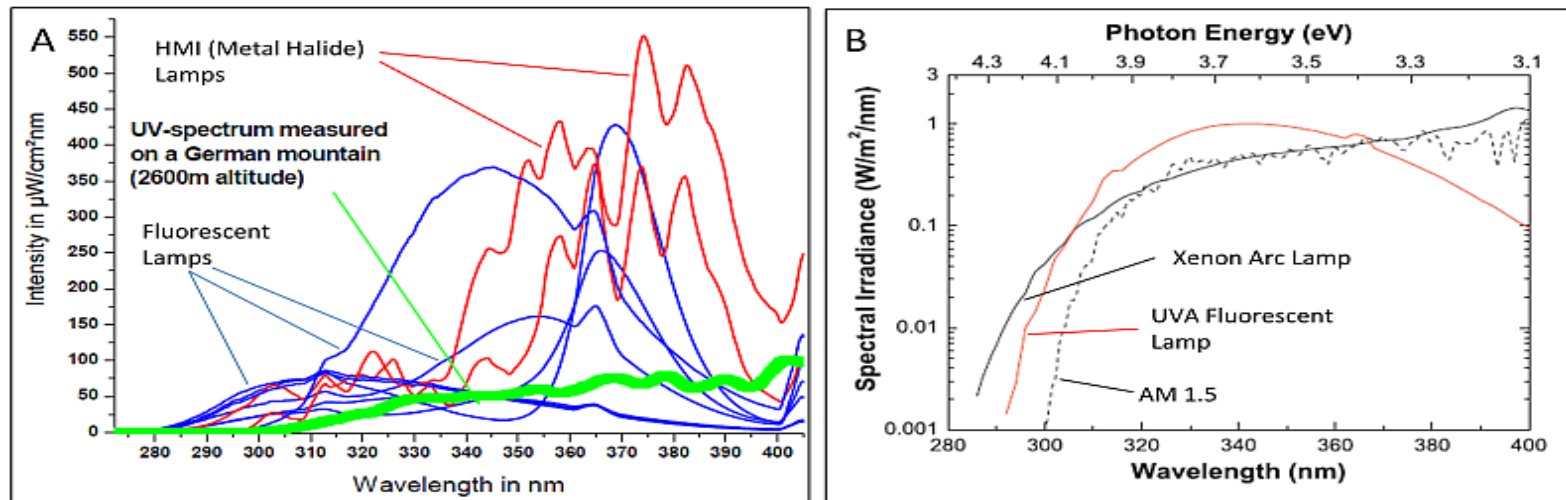 A
HMI (Metal Halide)
Lamps
UV-spectrum measured
on a German mountain
(2600m altitude)
Fluorescent
Lamps
Intensity in µW/cm²nm
550
500
450
400
350
300
250
200
150
100
50
0
280 290 300 310 320 330 340 350 360 370 380 390 400
Wavelength in nm
B
Photon Energy (eV)
4.3 4.1 3.9 3.7 3.5 3.3 3.1
Spectral Irradiance (W/m²/nm)
3
1
0.1
0.01
0.001
Xenon Arc Lamp
UVA Fluorescent
Lamp
AM 1.5
280 300 320 340 360 380 400
Wavelength (nm)